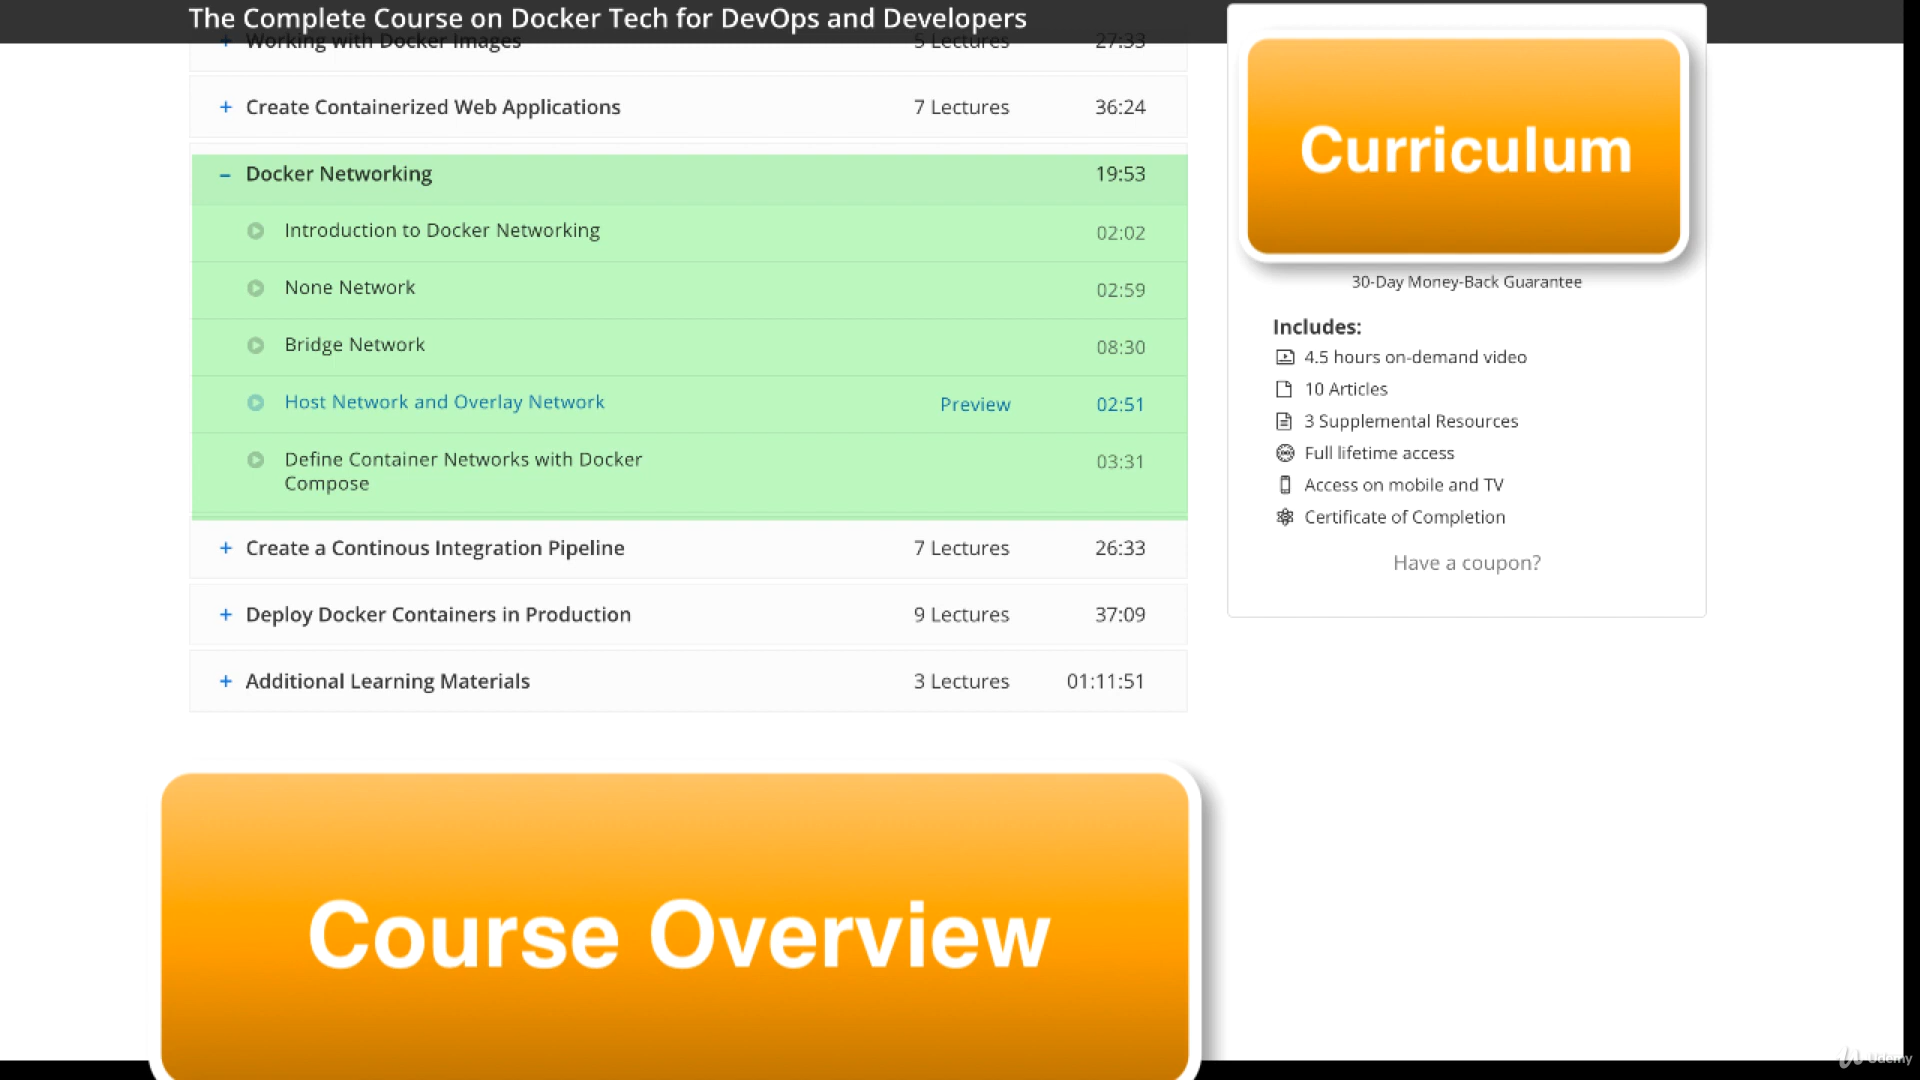 The Complete Course on Docker Tech for DevOps and Developers
+ Working with Docker Images 5 Lectures 27:33
+ Create Containerized Web Applications 7 Lectures 36:24
– Docker Networking 19:53
Introduction to Docker Networking 02:02
None Network 02:59
Bridge Network 08:30
Host Network and Overlay Network Preview 02:51
Define Container Networks with Docker 03:31
Compose
+ Create a Continous Integration Pipeline 7 Lectures 26:33
+ Deploy Docker Containers in Production 9 Lectures 37:09
+ Additional Learning Materials 3 Lectures 01:11:51
Curriculum
30-Day Money-Back Guarantee
Includes:
4.5 hours on-demand video
10 Articles
3 Supplemental Resources
Full lifetime access
Access on mobile and TV
Certificate of Completion
Have a coupon?
Course Overview
Udemy